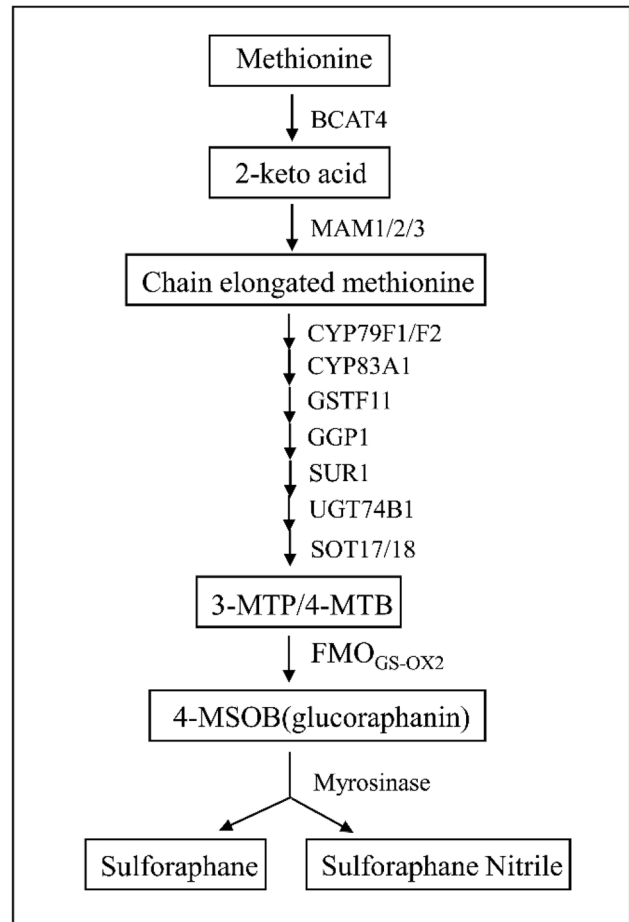 Methionine
BCAT4
2-keto acid
MAM1/2/3
Chain elongated methionine
CYP79F1/F2
CYP83A1
GSTF11
GGP1
SUR1
UGT74B1
SOT17/18
3-MTP/4-MTB
FMOGS-OX2
4-MSOB(glucoraphanin)
Myrosinase
Sulforaphane
Sulforaphane Nitrile